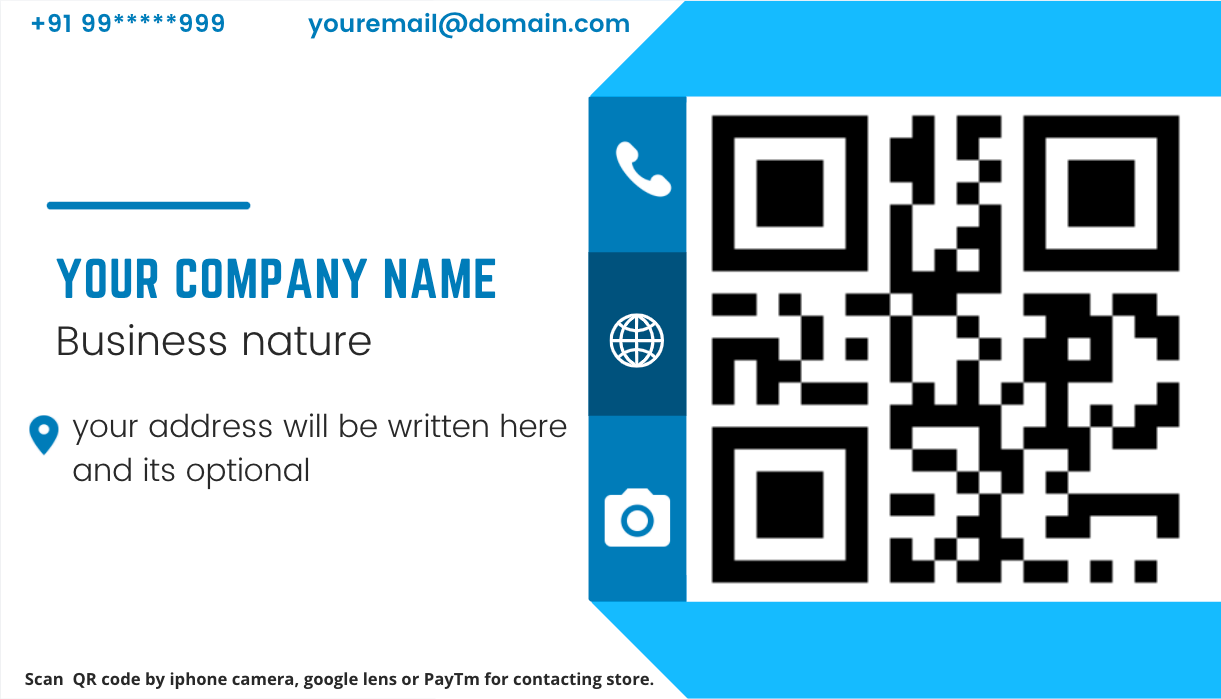 +91 99*****999
youremail@domain.com
YOUR COMPANY NAME
Business nature
your address will be written here
and its optional
Scan  QR code by iphone camera, google lens or PayTm for contacting store.